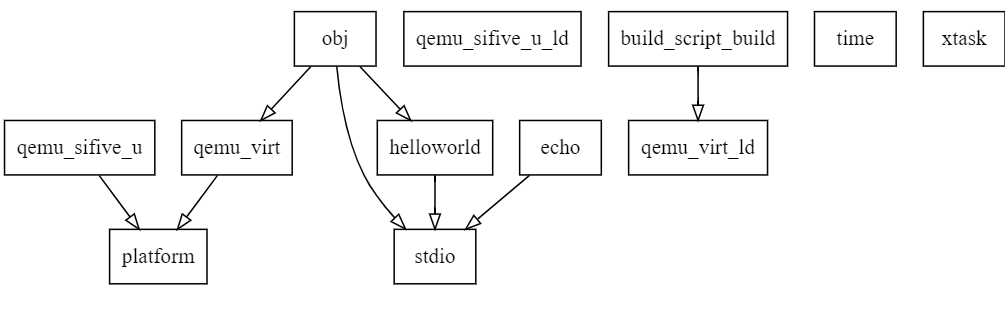 obj
qemu_sifive_u_ld
build_script_build
time
xtask
qemu_sifive_u
qemu_virt
helloworld
echo
qemu_virt_ld
platform
stdio